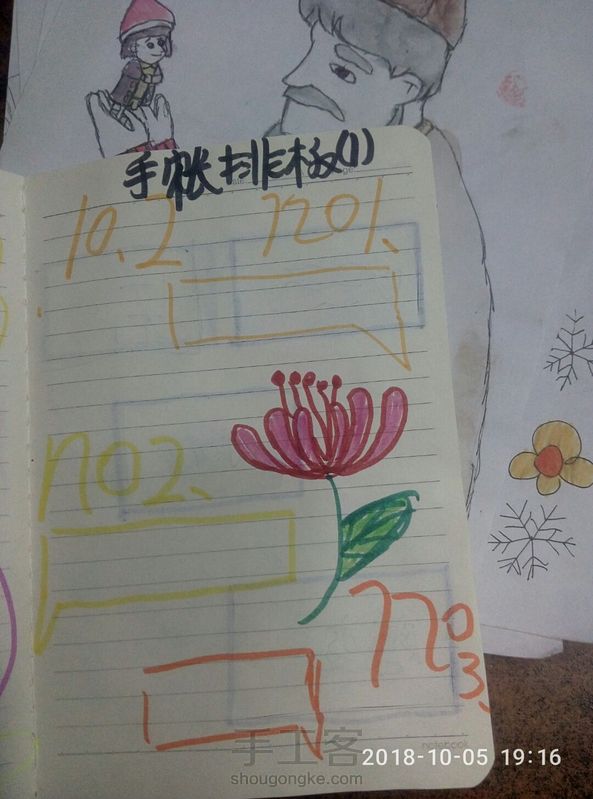 手帐排板(1)
10.2 no1、
no2、
no3、
手工客
shougongke.com
2018-10-05 19:16